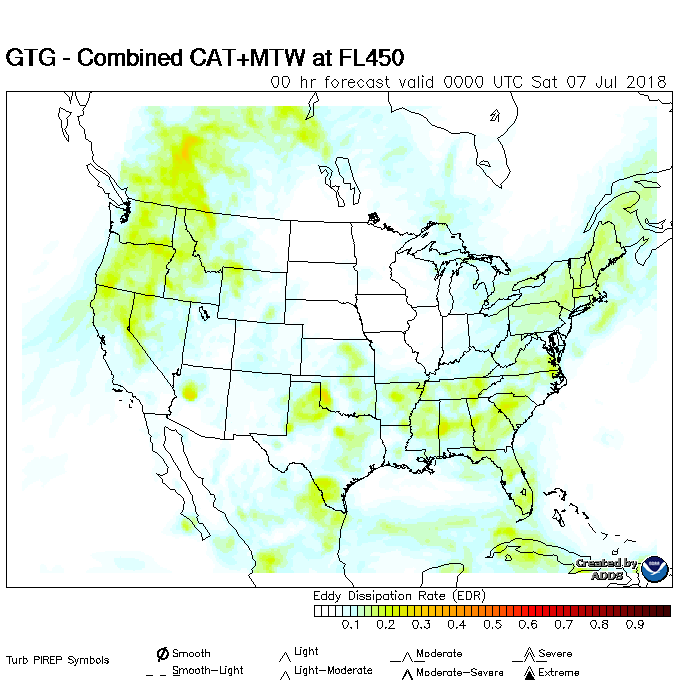 GTG - Combined CAT+MTW at FL450
00 hr forecast valid 0000 UTC Sat 07 Jul 2018
Created by
ADDS
Eddy Dissipation Rate (EDR)
0.1 0.2 0.3 0.4 0.5 0.6 0.7 0.8 0.9
Turb PIREP Symbols
Smooth Light Moderate Severe
Smooth-Light Light-Moderate Moderate-Severe Extreme